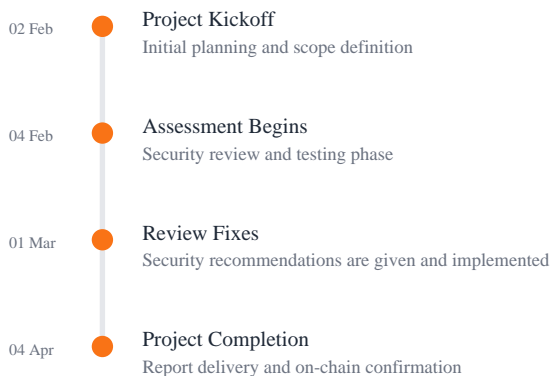 02 Feb
Project Kickoff
Initial planning and scope definition
04 Feb
Assessment Begins
Security review and testing phase
01 Mar
Review Fixes
Security recommendations are given and implemented
04 Apr
Project Completion
Report delivery and on-chain confirmation